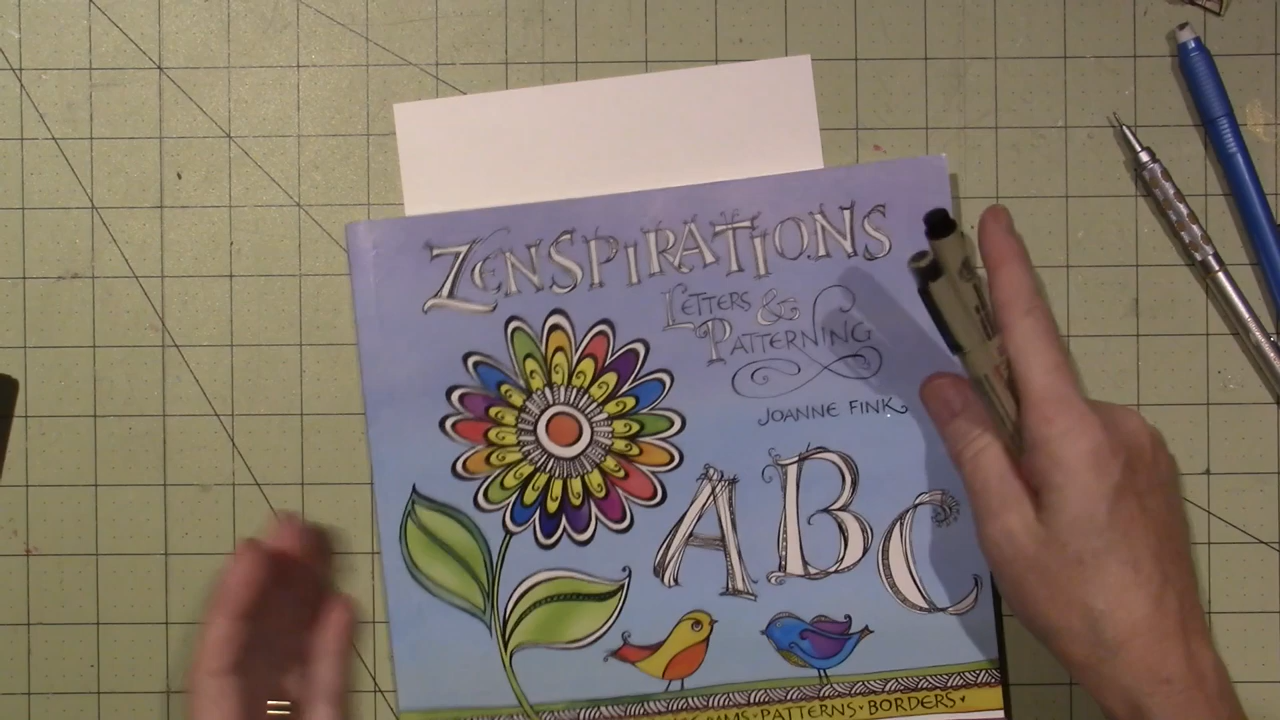 ZENSPIRATIONS
LETTERS &
PATTERNING
JOANNE FINK
ABC
PATTERNS • BORDERS